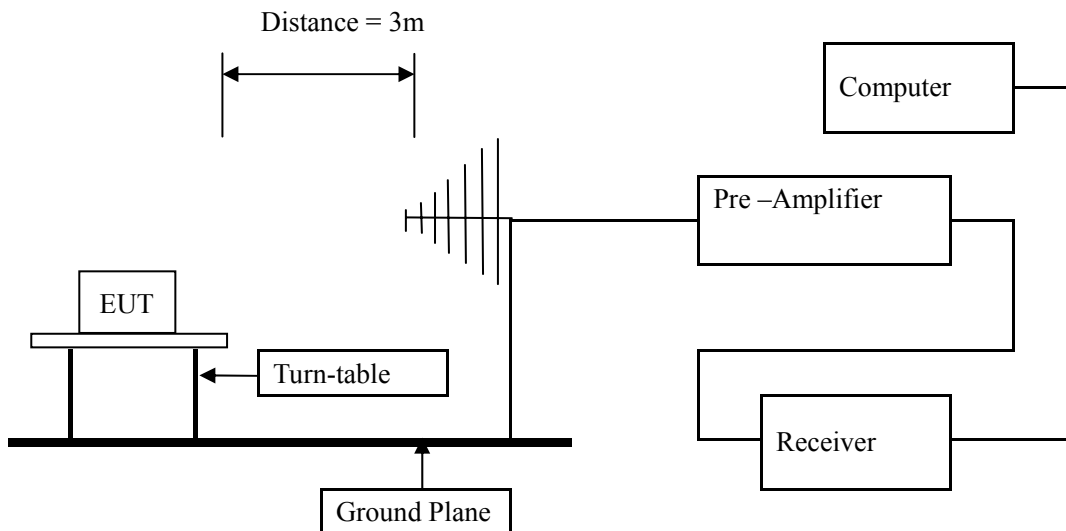 Distance = 3m
Computer
Pre –Amplifier
EUT
Turn-table
Receiver
Ground Plane